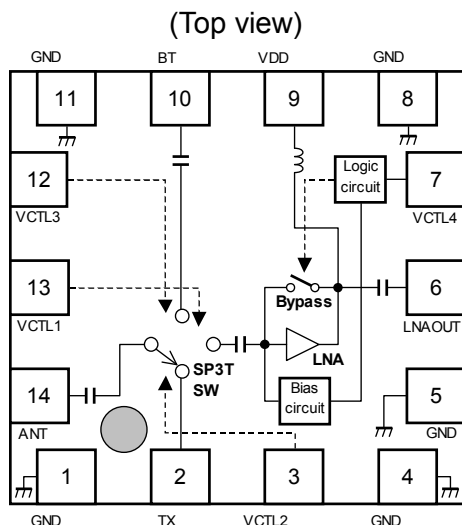 (Top view)
GND BT VDD GND
11 10 9 8
12 Logic circuit 7
VCTL3 VCTL4
13 Bypass 6
VCTL1 LNAOUT
SP3T SW LNA
14 Bias circuit 5
ANT GND
1 2 3 4
GND TX VCTL2 GND